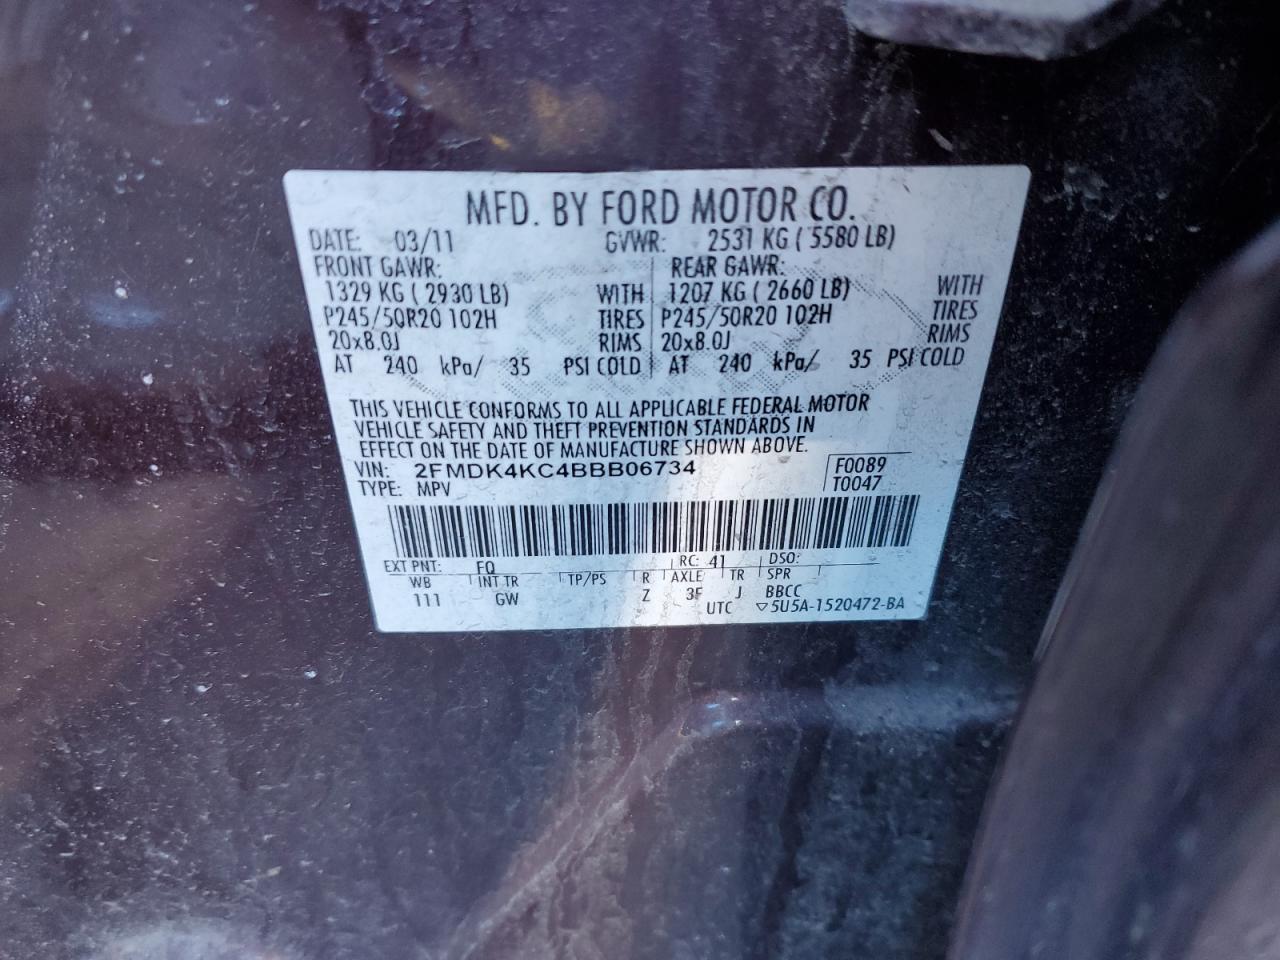 MFD. BY FORD MOTOR CO.
DATE: 03/11 GVWR: 2531 KG ( 5580 LB)
FRONT GAWR: REAR GAWR:
1329 KG ( 2930 LB) WITH 1207 KG ( 2660 LB) WITH
P245/50R20 102H TIRES P245/50R20 102H TIRES
20x8.0J RIMS 20x8.0J RIMS
AT 240 kPa/ 35 PSI COLD AT 240 kPa/ 35 PSI COLD
THIS VEHICLE CONFORMS TO ALL APPLICABLE FEDERAL MOTOR
VEHICLE SAFETY AND THEFT PREVENTION STANDARDS IN
EFFECT ON THE DATE OF MANUFACTURE SHOWN ABOVE.
VIN: 2FMDK4KC4BBB06734 F0089
TYPE: MPV T0047
EXT PNT: FQ RC: 41 DSO:
WB INT TR TP/PS R AXLE TR SPR
111 GW Z 3F J BBCC
UTC ▽5U5A-1520472-BA